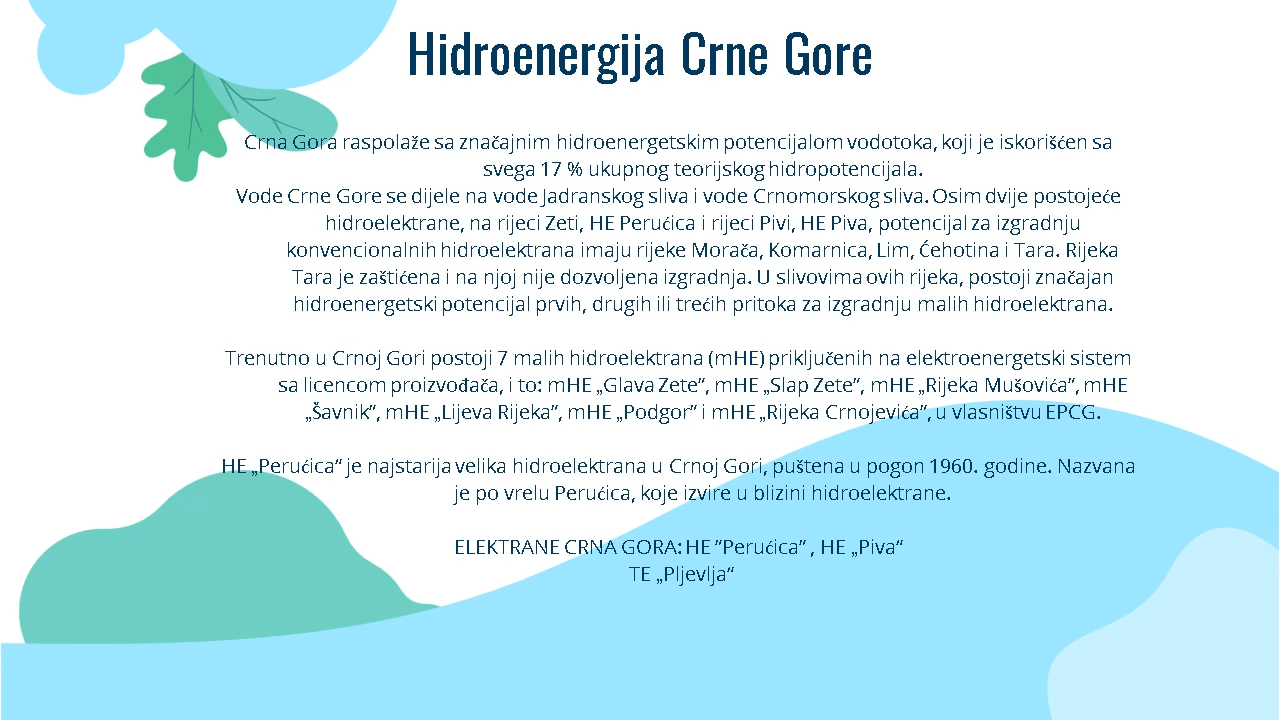 Hidroenergija Crne Gore
Crna Gora raspolaže sa značajnim hidroenergetskim potencijalom vodotoka, koji je iskorišćen sa
svega 17 % ukupnog teorijskog hidropotencijala.
Vode Crne Gore se dijele na vode Jadranskog sliva i vode Crnomorskog sliva. Osim dvije postojeće
hidroelektrane, na rijeci Zeti, HE Perućica i rijeci Pivi, HE Piva, potencijal za izgradnju
konvencionalnih hidroelektrana imaju rijeke Morača, Komarnica, Lim, Ćehotina i Tara. Rijeka
Tara je zaštićena i na njoj nije dozvoljena izgradnja. U slivovima ovih rijeka, postoji značajan
hidroenergetski potencijal prvih, drugih ili trećih pritoka za izgradnju malih hidroelektrana.
Trenutno u Crnoj Gori postoji 7 malih hidroelektrana (mHE) priključenih na elektroenergetski sistem
sa licencom proizvođača, i to: mHE „Glava Zete”, mHE „Slap Zete”, mHE „Rijeka Mušovića”, mHE
„Šavnik”, mHE „Lijeva Rijeka”, mHE „Podgor” i mHE „Rijeka Crnojevića”, u vlasništvu EPCG.
HE „Perućica“ je najstarija velika hidroelektrana u Crnoj Gori, puštena u pogon 1960. godine. Nazvana
je po vrelu Perućica, koje izvire u blizini hidroelektrane.
ELEKTRANE CRNA GORA: HE ”Perućica” , HE „Piva“
TE „Pljevlja“